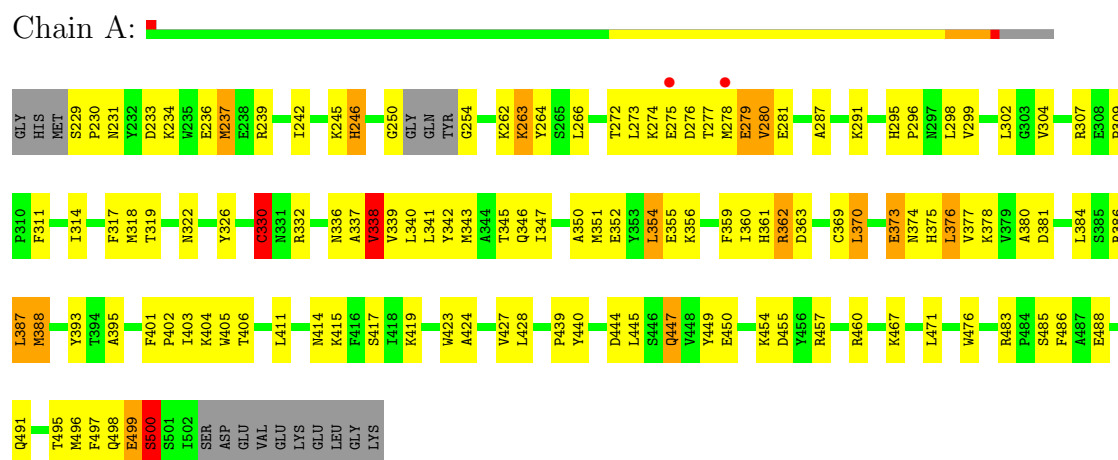 Chain A:
GLY HIS MET S229 P230 N231 Y232 D233 K234 W235 E236 M237 E238 R239 I242 K245 H246 G250 GLY GLN TYR G254 K262 K263 Y264 S265 L266 T272 L273 K274 E275 D276 T277 M278 E279 V280 E281 A287 K291 H295 P296 N297 L298 V299 L302 G303 V304 R307 E308 P309
P310 F311 I314 F317 M318 T319 N322 Y326 C330 N331 R332 N336 A337 V338 V339 L340 L341 Y342 M343 A344 T345 Q346 I347 A350 M351 E352 Y353 L354 E355 K356 F359 I360 H361 R362 D363 C369 L370 E373 N374 H375 L376 V377 K378 V379 A380 D381 L384 S385 R386
L387 M388 Y393 T394 A395 F401 P402 I403 K404 W405 T406 L411 N414 K415 F416 S417 I418 K419 W423 A424 V427 L428 P439 Y440 D444 L445 S446 Q447 V448 Y449 E450 K454 D455 Y456 R457 R460 K467 L471 W476 R483 P484 S485 F486 A487 E488
Q491 T495 M496 F497 Q498 E499 S500 S501 I502 SER ASP GLU VAL GLU LYS GLU LEU GLY LYS